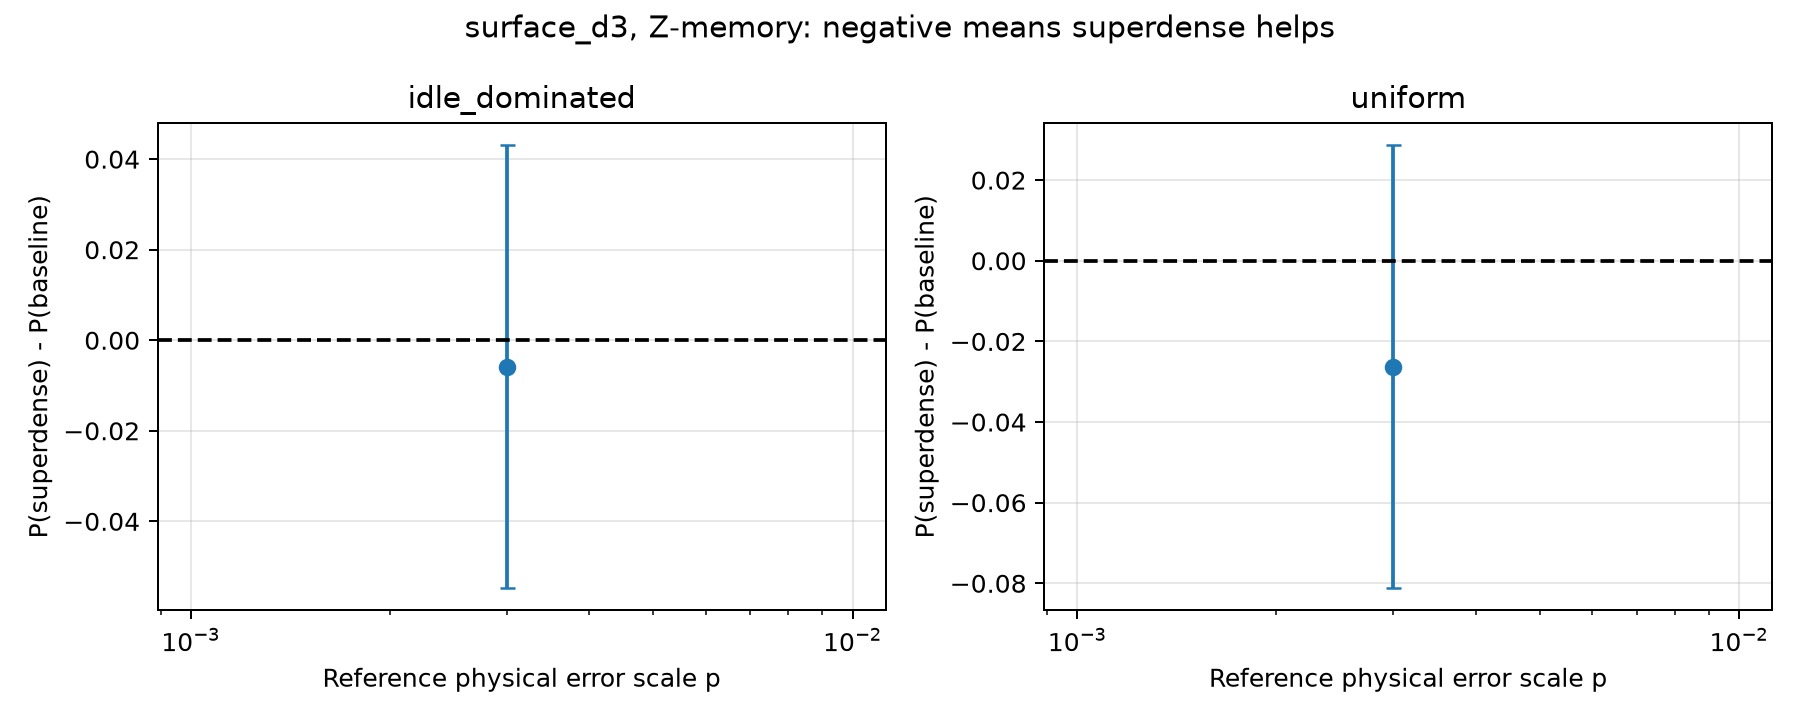 surface_d3, Z-memory: negative means superdense helps
idle_dominated
P(superdense) - P(baseline)
0.04
0.02
0.00
−0.02
−0.04
10⁻³
10⁻²
Reference physical error scale p
uniform
P(superdense) - P(baseline)
0.02
0.00
−0.02
−0.04
−0.06
−0.08
10⁻³
10⁻²
Reference physical error scale p